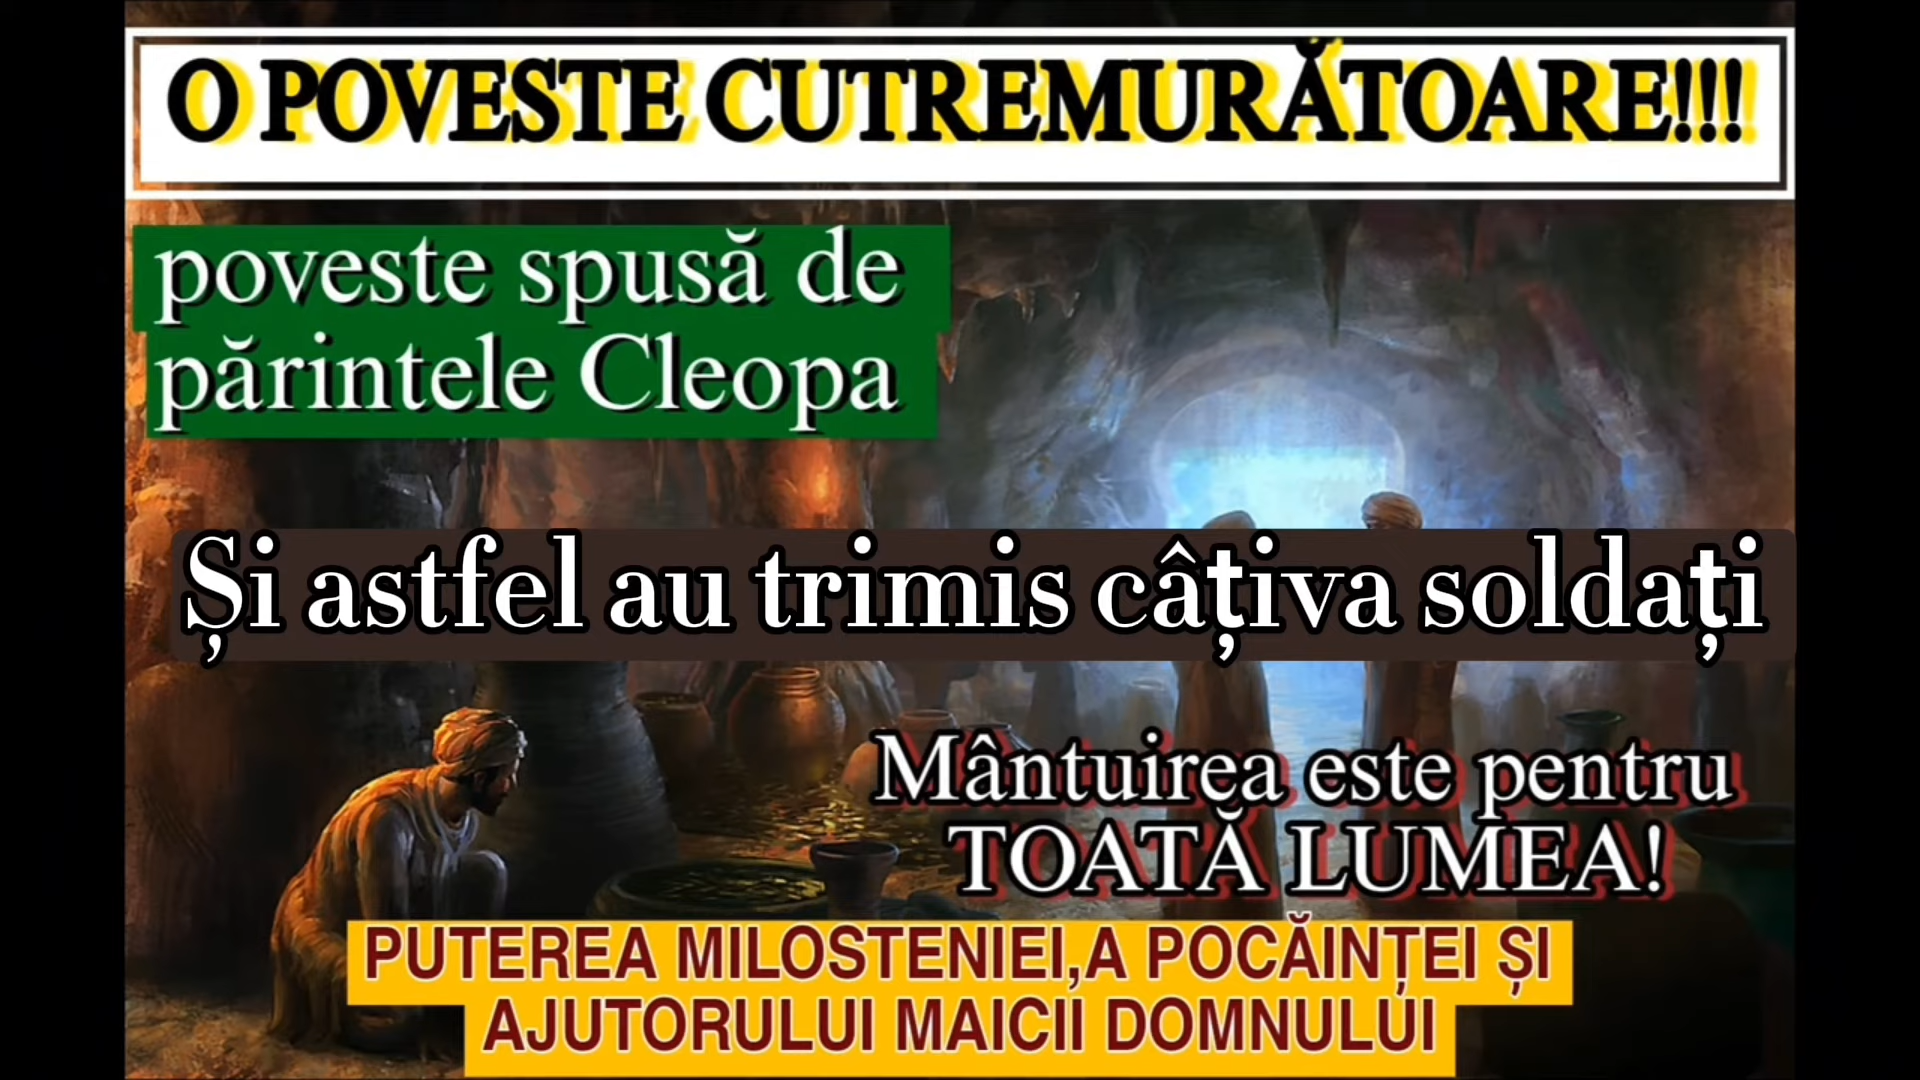 O POVESTE CUTREMURĂTOARE!!!
poveste spusă de
părintele Cleopa
Și astfel au trimis câțiva soldați
Mântuirea este pentru
TOATĂ LUMEA!
PUTEREA MILOSTENIEI,A POCĂINȚEI ȘI
AJUTORULUI MAICII DOMNULUI